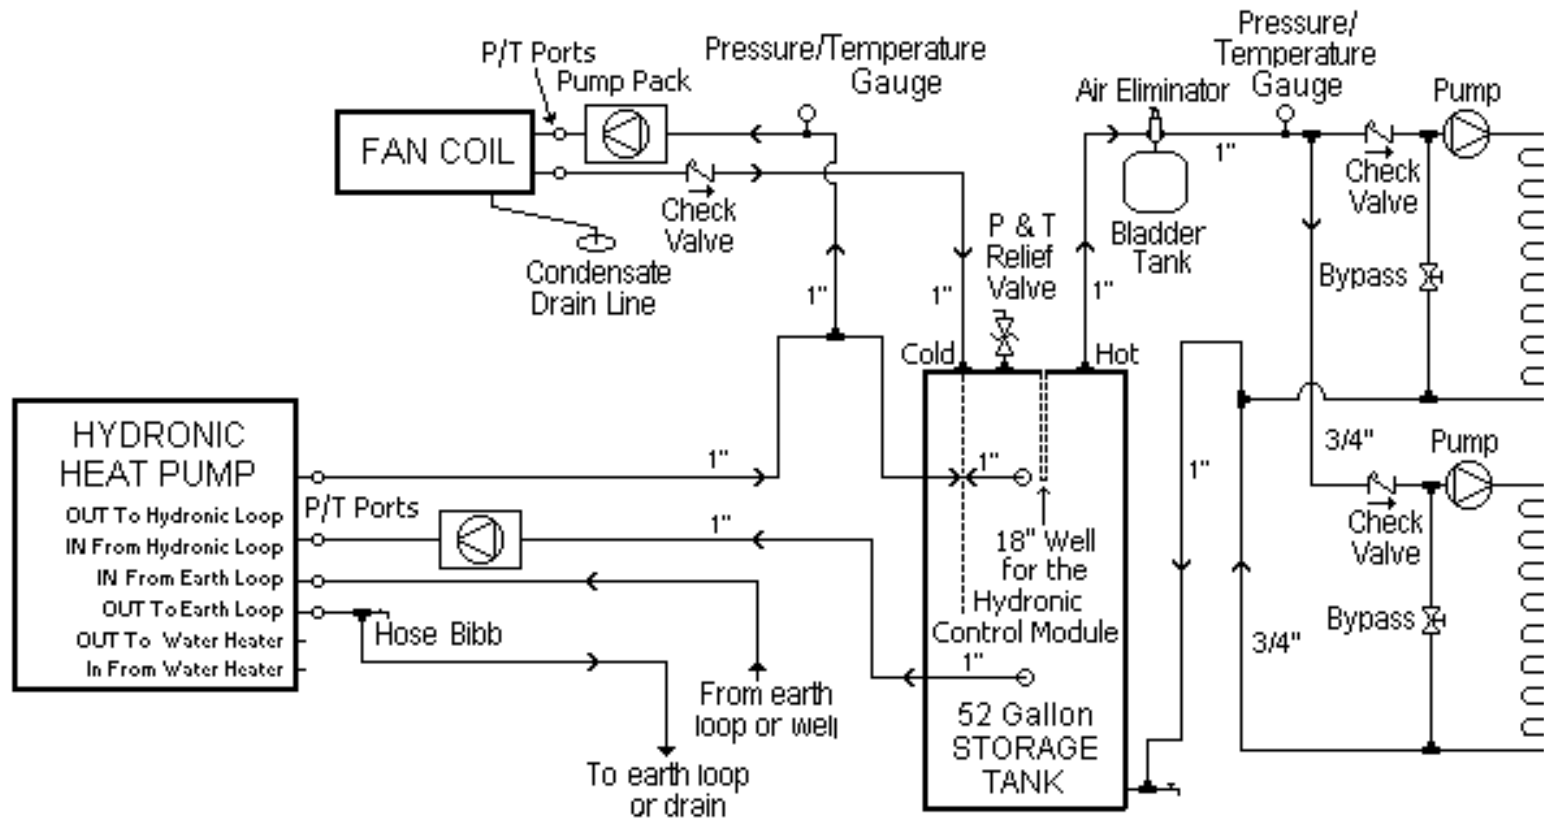 Pressure/
Temperature
Gauge
P/T Ports
Pressure/Temperature
Gauge
Pump Pack
Air Eliminator
Pump
FAN COIL
1"
Check
Valve
Check
Valve
P & T
Relief
Valve
Bladder
Tank
Condensate
Drain Line
Bypass
1"
1"
1"
Cold
Hot
HYDRONIC
HEAT PUMP
1"
1"
1"
3/4"
Pump
OUT To Hydronic Loop
P/T Ports
IN From Hydronic Loop
1"
Check
Valve
18" Well
for the
Hydronic
Control Module
IN From Earth Loop
OUT To Earth Loop
Hose Bibb
OUT To Water Heater
In From Water Heater
Bypass
3/4"
1"
From earth
loop or well
52 Gallon
STORAGE
TANK
To earth loop
or drain